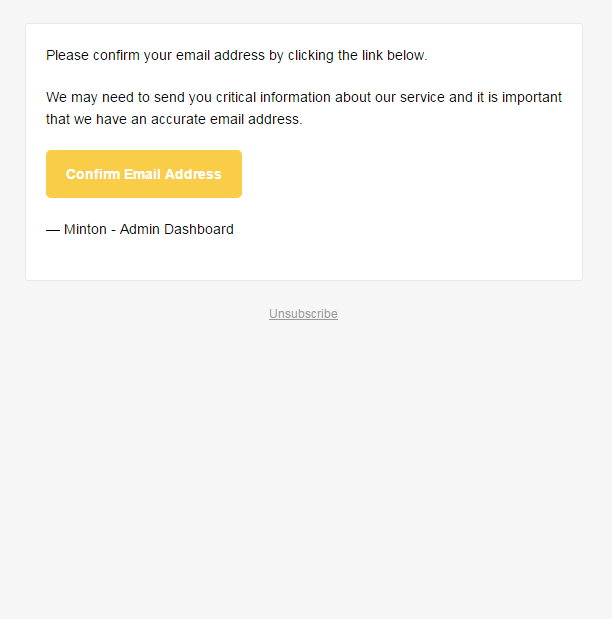 Please confirm your email address by clicking the link below.
We may need to send you critical information about our service and it is important
that we have an accurate email address.
Confirm Email Address
— Minton - Admin Dashboard
Unsubscribe